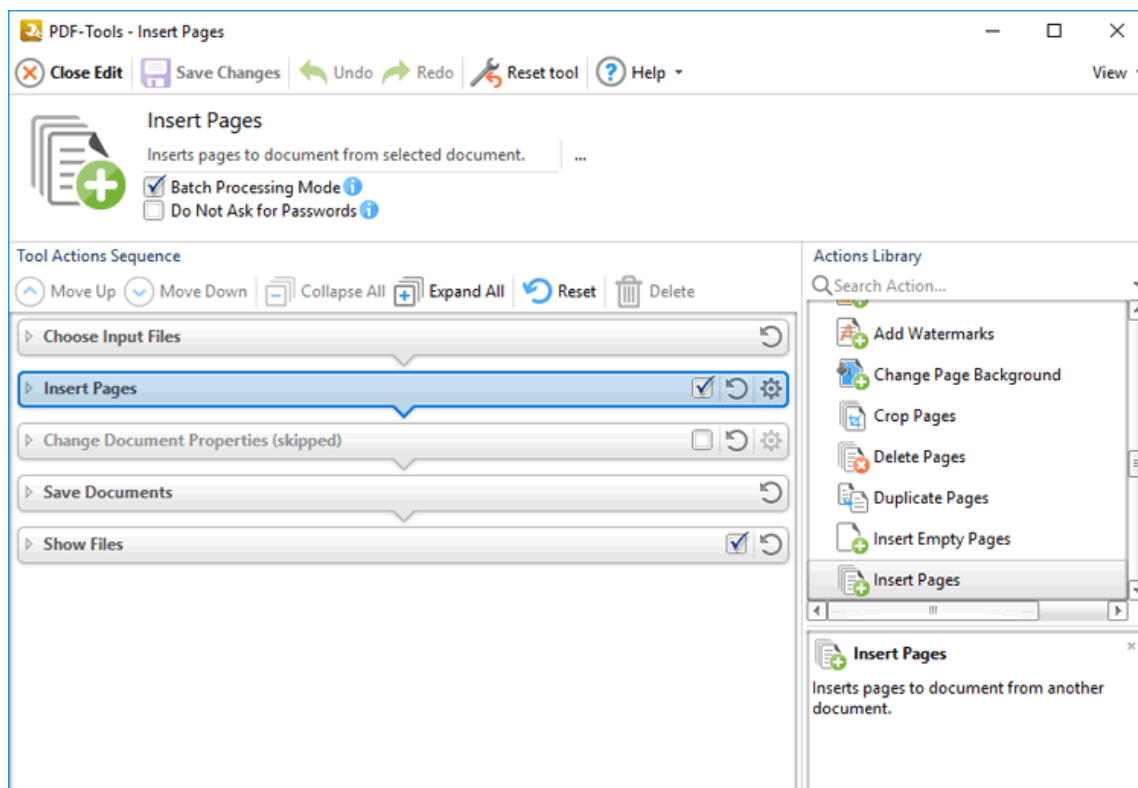 PDF-Tools - Insert Pages
Close Edit Save Changes Undo Redo Reset tool ? Help View
Insert Pages
Inserts pages to document from selected document. ...
Batch Processing Mode i
Do Not Ask for Passwords i
Tool Actions Sequence
Move Up Move Down Collapse All Expand All Reset Delete
Choose Input Files
Insert Pages
Change Document Properties (skipped)
Save Documents
Show Files
Actions Library
Search Action...
Add Watermarks
Change Page Background
Crop Pages
Delete Pages
Duplicate Pages
Insert Empty Pages
Insert Pages
Insert Pages
Inserts pages to document from another
document.